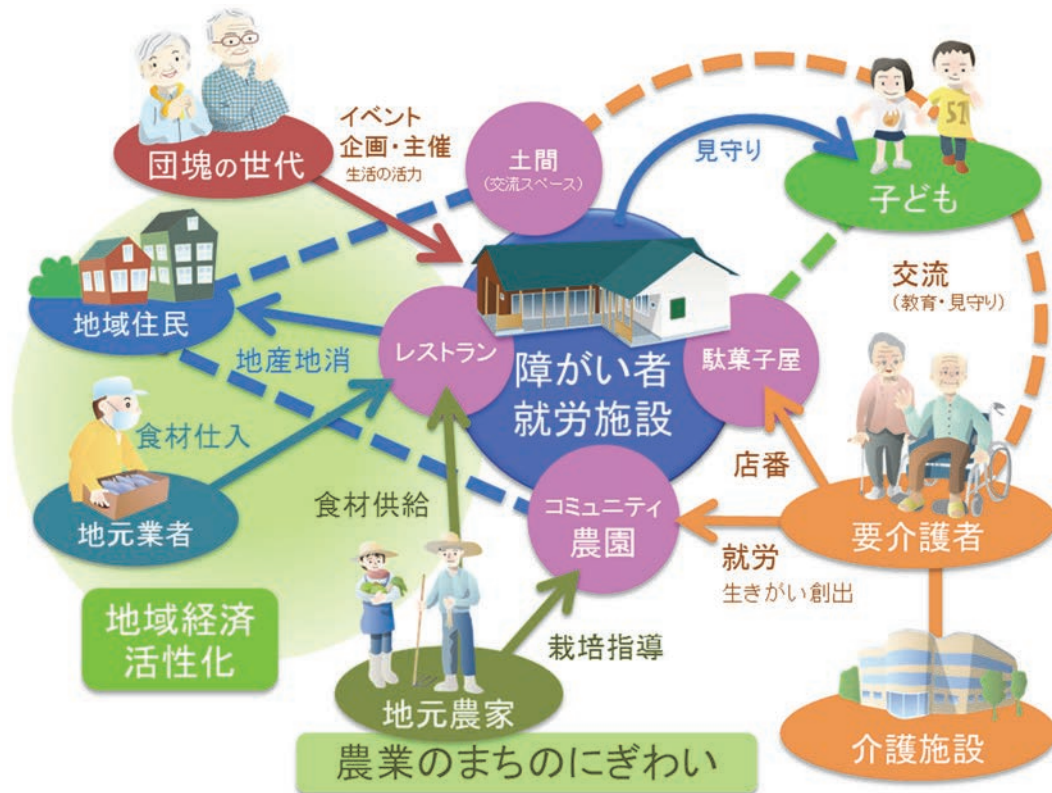 イベント
企画・主催
生活の活力
団塊の世代
土間
(交流スペース)
見守り
子ども
交流
(教育・見守り)
地域住民
地産地消
レストラン
障がい者
就労施設
駄菓子屋
食材仕入
地元業者
食材供給
コミュニティ
農園
店番
就労
生きがい創出
要介護者
地域経済
活性化
栽培指導
地元農家
介護施設
農業のまちのにぎわい
51